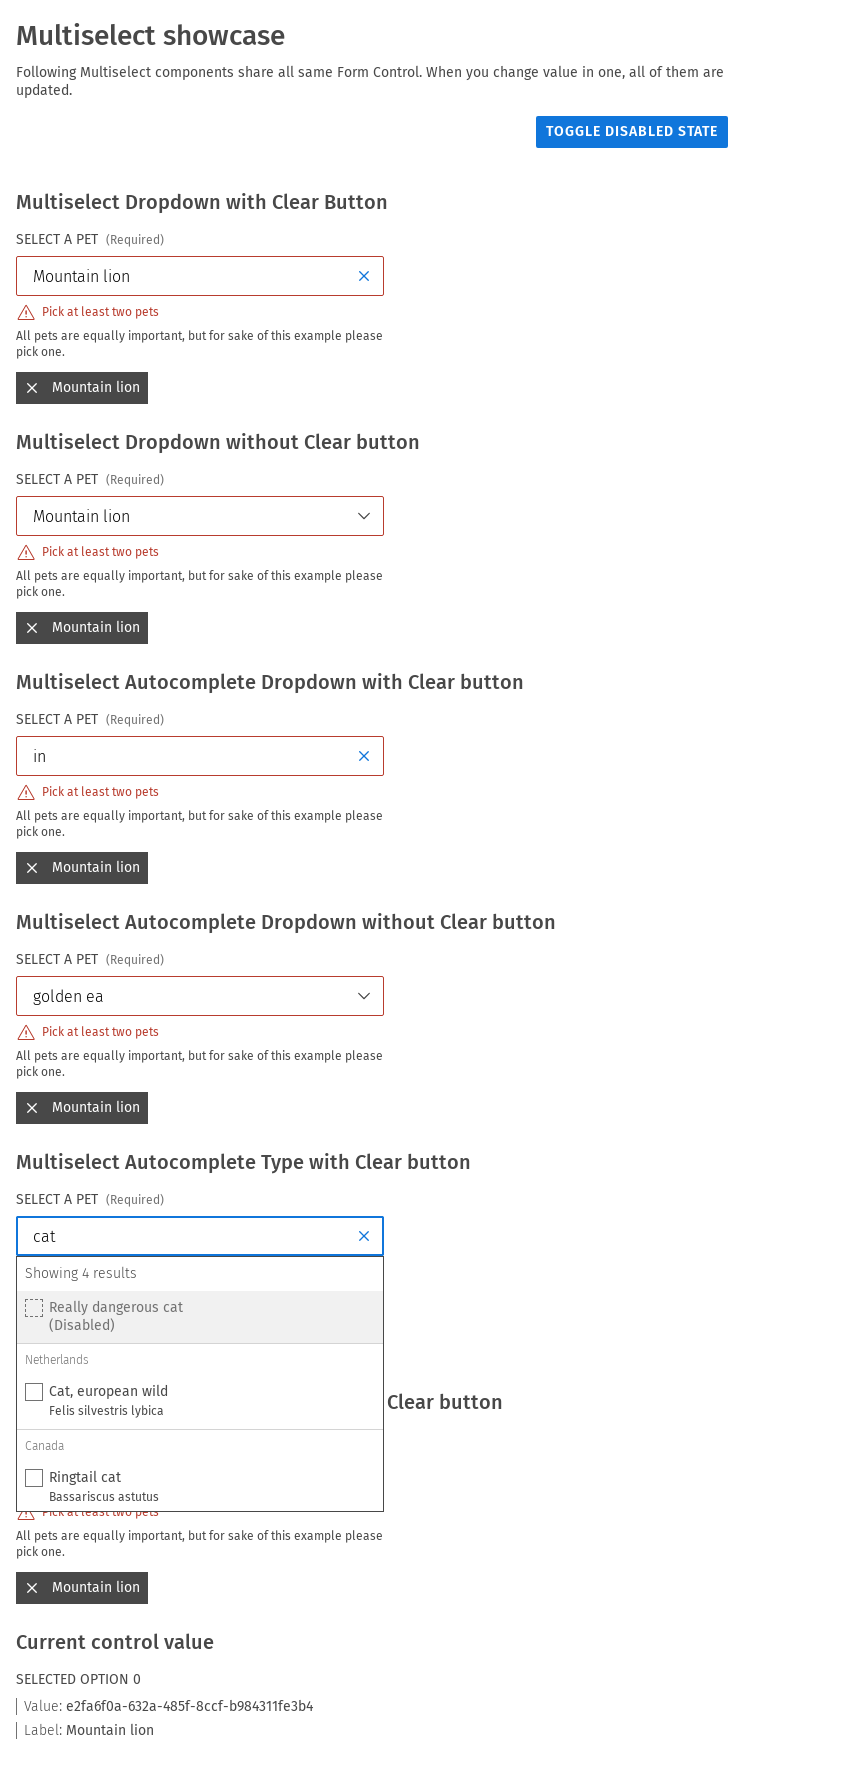 Multiselect showcase
Following Multiselect components share all same Form Control. When you change value in one, all of them are
updated.
TOGGLE DISABLED STATE
Multiselect Dropdown with Clear Button
SELECT A PET (Required)
Mountain lion
Pick at least two pets
All pets are equally important, but for sake of this example please
pick one.
Mountain lion
Multiselect Dropdown without Clear button
SELECT A PET (Required)
Mountain lion
Pick at least two pets
All pets are equally important, but for sake of this example please
pick one.
Mountain lion
Multiselect Autocomplete Dropdown with Clear button
SELECT A PET (Required)
in
Pick at least two pets
All pets are equally important, but for sake of this example please
pick one.
Mountain lion
Multiselect Autocomplete Dropdown without Clear button
SELECT A PET (Required)
golden ea
Pick at least two pets
All pets are equally important, but for sake of this example please
pick one.
Mountain lion
Multiselect Autocomplete Type with Clear button
SELECT A PET (Required)
cat
Showing 4 results
Really dangerous cat
(Disabled)
Netherlands
Cat, european wild
Clear button
Felis silvestris lybica
Canada
Ringtail cat
Bassariscus astutus
Pick at least two pets
All pets are equally important, but for sake of this example please
pick one.
Mountain lion
Current control value
SELECTED OPTION 0
Value: e2fa6f0a-632a-485f-8ccf-b984311fe3b4
Label: Mountain lion